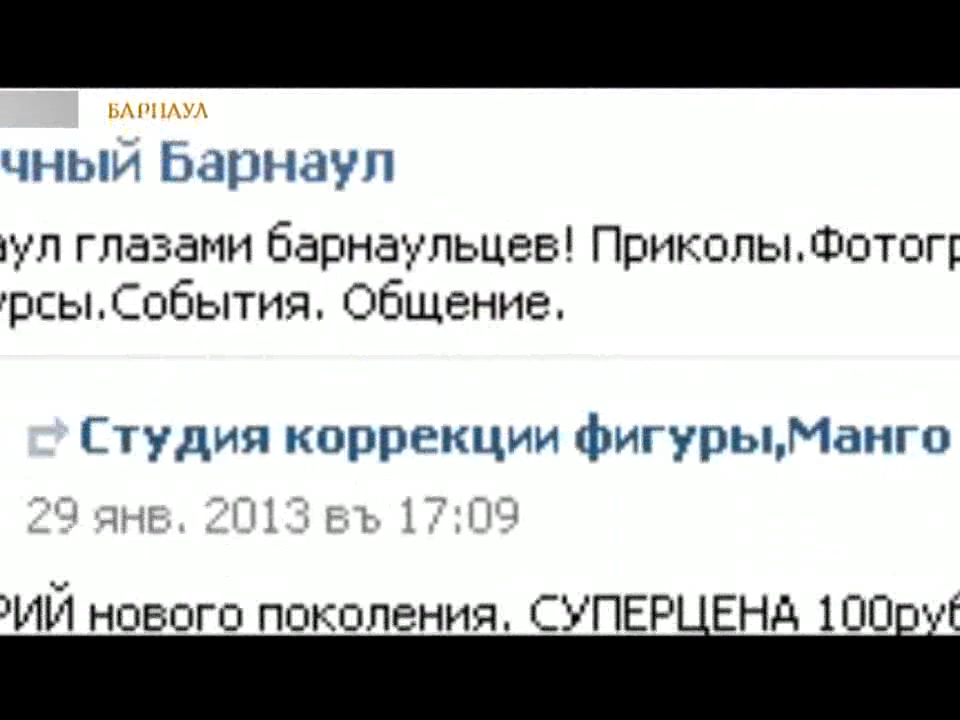 БАРНАУЛ
чный Барнаул
аул глазами барнаульцев! Приколы.Фотогр
урсы.События. Общение.
Студия коррекции фигуры,Манго
29 янв. 2013 въ 17:09
РИЙ нового поколения. СУПЕРЦЕНА 100руб